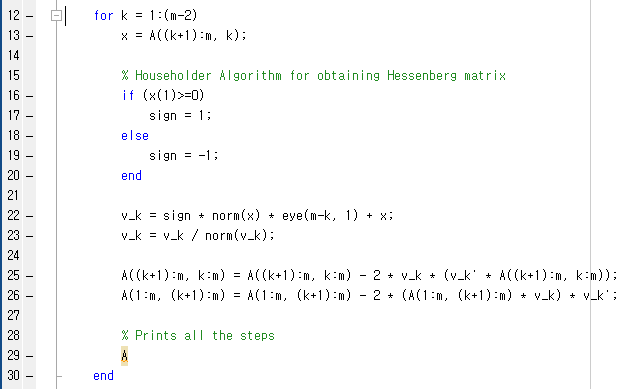 12 – for k = 1:(m-2)
13 – x = A((k+1):m, k);
14
15 % Householder Algorithm for obtaining Hessenberg matrix
16 – if (x(1)>=0)
17 – sign = 1;
18 – else
19 – sign = -1;
20 – end
21
22 – v_k = sign * norm(x) * eye(m-k, 1) + x;
23 – v_k = v_k / norm(v_k);
24
25 – A((k+1):m, k:m) = A((k+1):m, k:m) - 2 * v_k * (v_k' * A((k+1):m, k:m));
26 – A(1:m, (k+1):m) = A(1:m, (k+1):m) - 2 * (A(1:m, (k+1):m) * v_k) * v_k';
27
28 % Prints all the steps
29 – A
30 – end